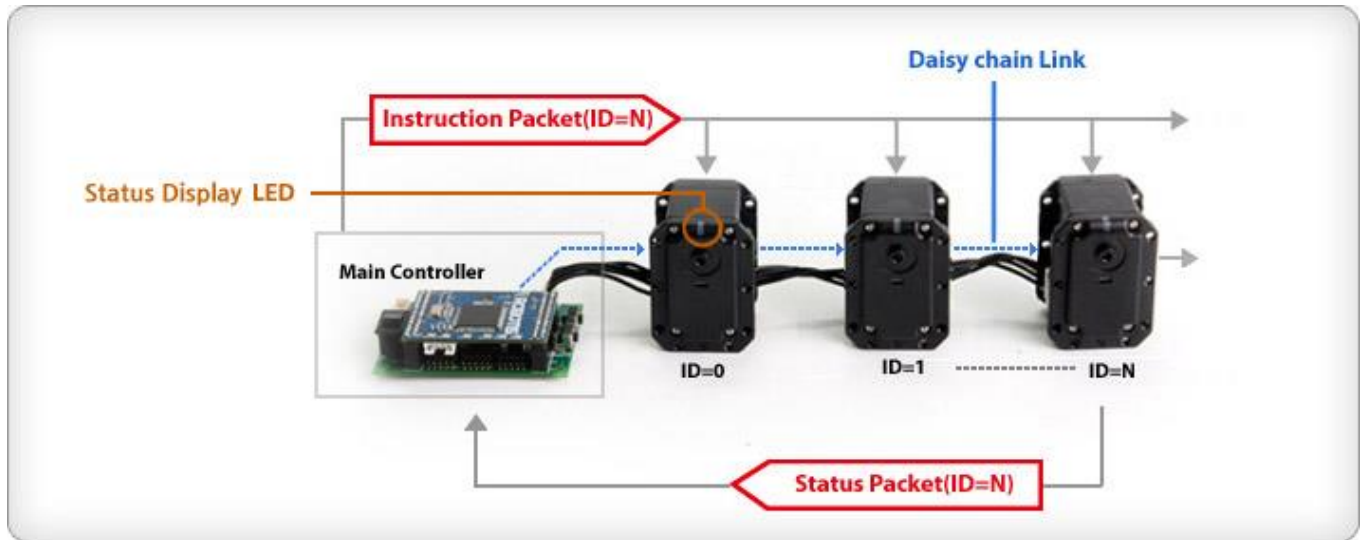 Daisy chain Link
Instruction Packet(ID=N)
Status Display LED
Main Controller
ROBOTIS
ID=0
ID=1
ID=N
Status Packet(ID=N)